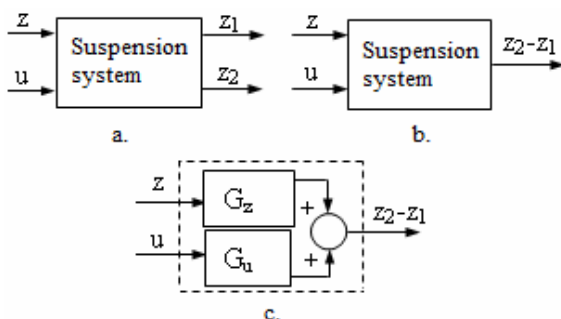 z
u
Suspension
system
z1
z2
a.
z
u
Suspension
system
z2-z1
b.
z
u
Gz
Gu
+
+
z2-z1
c.